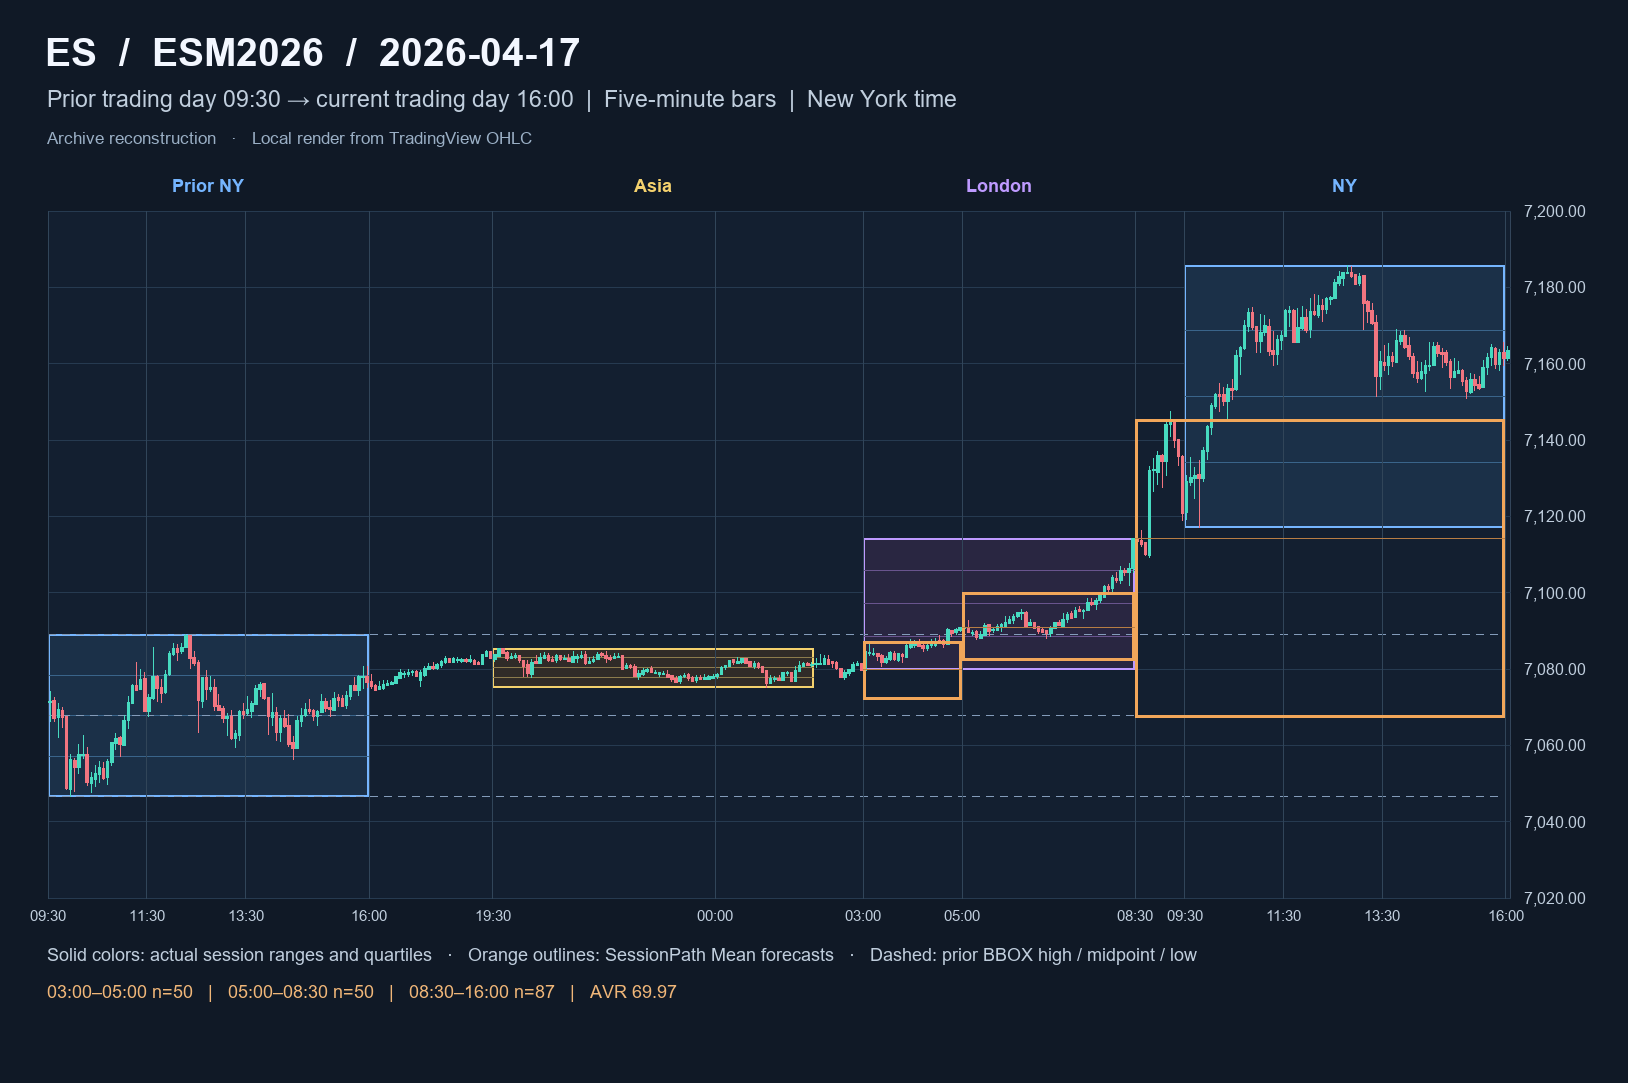 ES / ESM2026 / 2026-04-17
Prior trading day 09:30 → current trading day 16:00 | Five-minute bars | New York time
Archive reconstruction · Local render from TradingView OHLC
Prior NY Asia London NY
7,200.00
7,180.00
7,160.00
7,140.00
7,120.00
7,100.00
7,080.00
7,060.00
7,040.00
7,020.00
09:30 11:30 13:30 16:00 19:30 00:00 03:00 05:00 08:30 09:30 11:30 13:30 16:00
Solid colors: actual session ranges and quartiles · Orange outlines: SessionPath Mean forecasts · Dashed: prior BBOX high / midpoint / low
03:00–05:00 n=50 | 05:00–08:30 n=50 | 08:30–16:00 n=87 | AVR 69.97